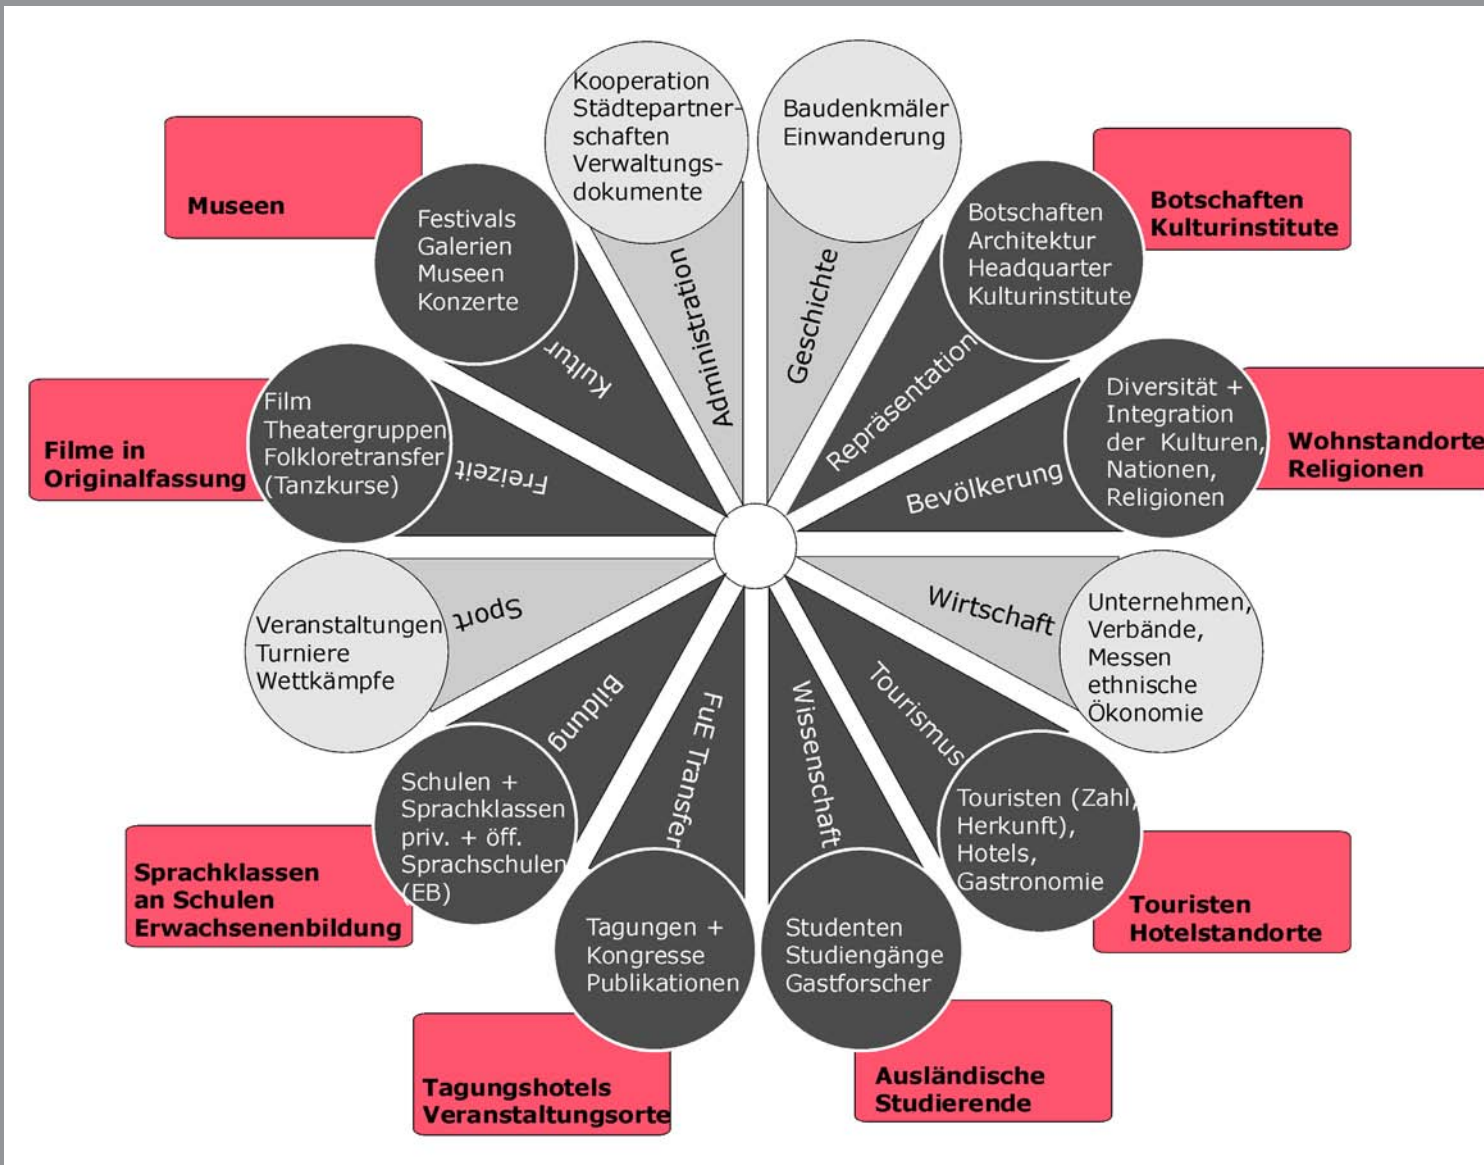 Kooperation
Städtepartner-
schaften
Verwaltungs-
dokumente
Administration
Baudenkmäler
Einwanderung
Geschichte
Botschaften
Architektur
Headquarter
Kulturinstitute
Repräsentation
Botschaften
Kulturinstitute
Diversität +
Integration
der Kulturen,
Nationen,
Religionen
Bevölkerung
Wohnstandorte
Religionen
Unternehmen,
Verbände,
Messen
ethnische
Ökonomie
Wirtschaft
Touristen (Zahl,
Herkunft),
Hotels,
Gastronomie
Tourismus
Touristen
Hotelstandorte
Studenten
Studiengänge
Gastforscher
Wissenschaft
Ausländische
Studierende
Tagungen +
Kongresse
Publikationen
FuE Transfer
Tagungshotels
Veranstaltungsorte
Schulen +
Sprachklassen
priv. + öff.
Sprachschulen
(EB)
Bildung
Sprachklassen
an Schulen
Erwachsenenbildung
Veranstaltungen
Turniere
Wettkämpfe
Sport
Film
Theatergruppen
Folkloretransfer
(Tanzkurse)
Freizeit
Filme in
Originalfassung
Festivals
Galerien
Museen
Konzerte
Kultur
Museen